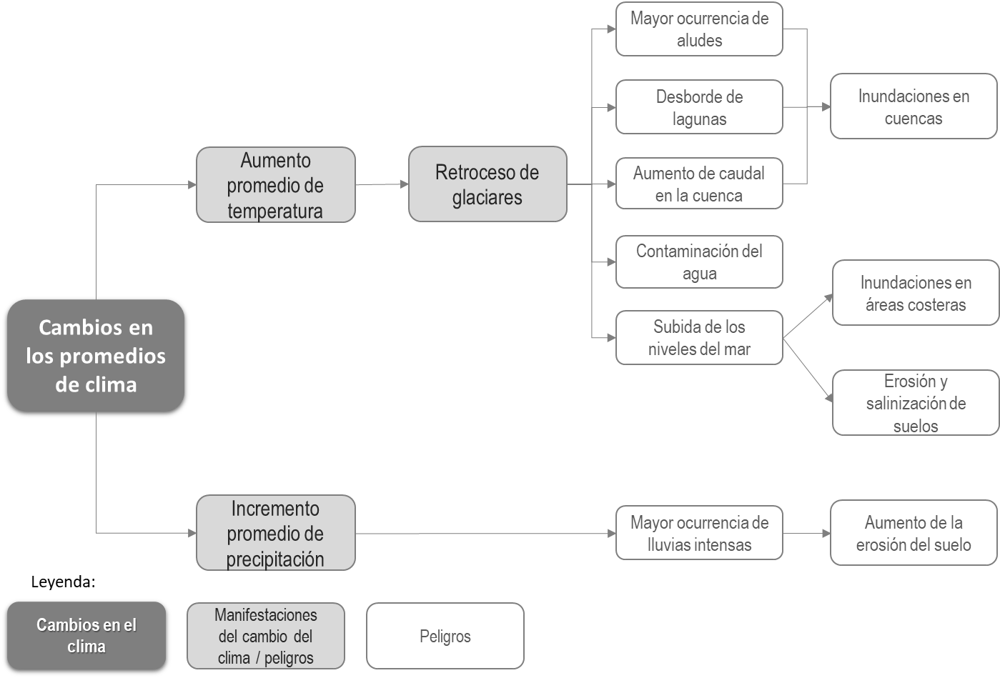 Mayor ocurrencia de
aludes
Desborde de
lagunas
Inundaciones en
cuencas
Aumento
promedio de
temperatura
Retroceso de
glaciares
Aumento de caudal
en la cuenca
Contaminación del
agua
Inundaciones en
áreas costeras
Cambios en
los promedios
de clima
Subida de los
niveles del mar
Erosión y
salinización de
suelos
Incremento
promedio de
precipitación
Mayor ocurrencia de
lluvias intensas
Aumento de la
erosión del suelo
Leyenda:
Cambios en el
clima
Manifestaciones
del cambio del
clima / peligros
Peligros